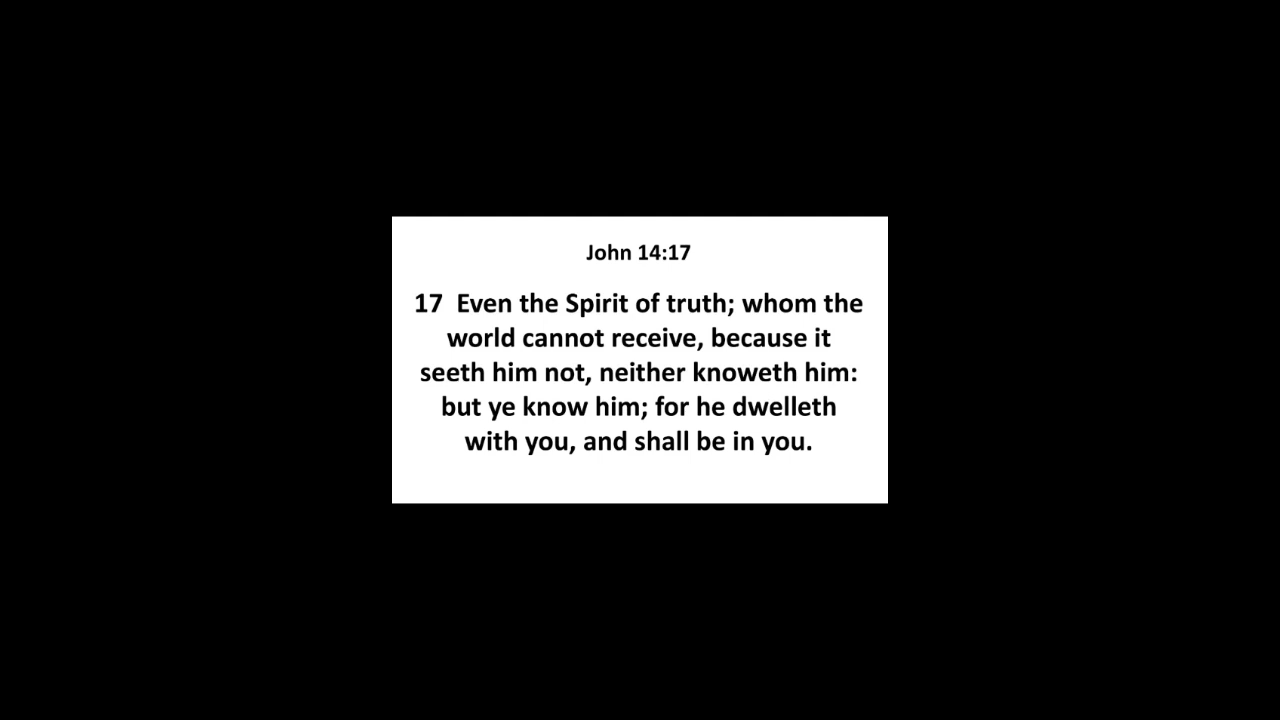 John 14:17
17 Even the Spirit of truth; whom the
world cannot receive, because it
seeth him not, neither knoweth him:
but ye know him; for he dwelleth
with you, and shall be in you.